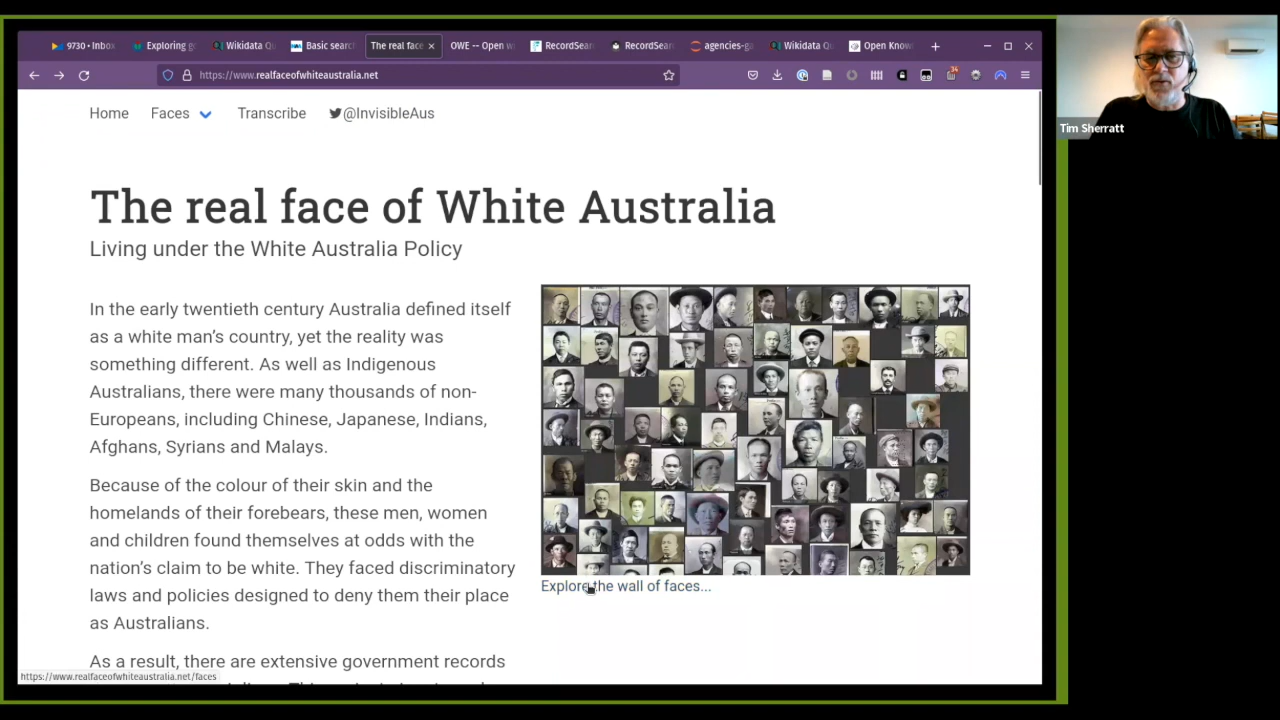 9730 • Inbox
Exploring g
Wikidata Qu
Basic search
The real face
OWE -- Open w
RecordSear
RecordSear
agencies-ga
Wikidata Qu
Open Know
https://www.realfaceofwhiteaustralia.net
34
Home
Faces
Transcribe
@InvisibleAus
Tim Sherratt
The real face of White Australia
Living under the White Australia Policy
In the early twentieth century Australia defined itself
as a white man’s country, yet the reality was
something different. As well as Indigenous
Australians, there were many thousands of non-
Europeans, including Chinese, Japanese, Indians,
Afghans, Syrians and Malays.
Because of the colour of their skin and the
homelands of their forebears, these men, women
and children found themselves at odds with the
nation’s claim to be white. They faced discriminatory
laws and policies designed to deny them their place
as Australians.
As a result, there are extensive government records
Explore the wall of faces...
https://www.realfaceofwhiteaustralia.net/faces